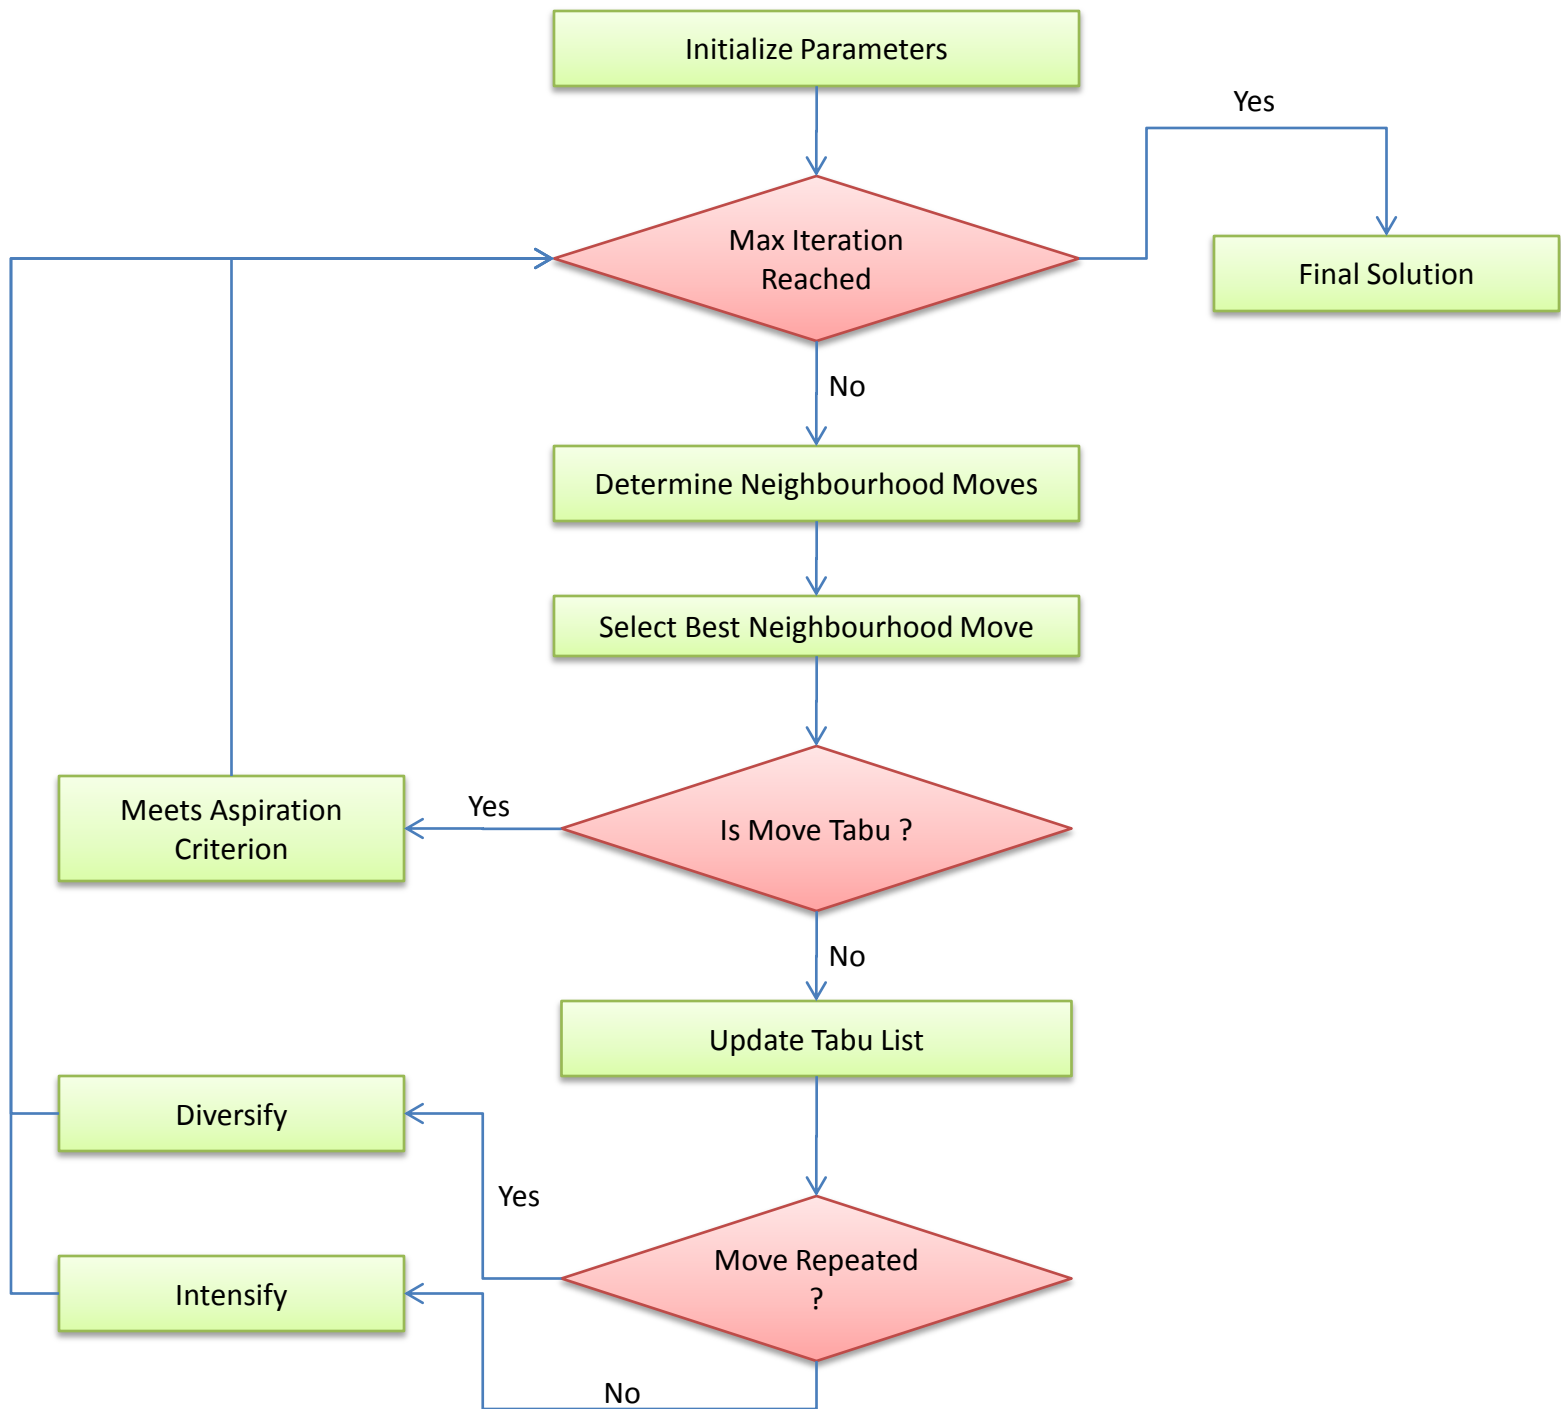 Initialize Parameters
Yes
Max Iteration
Reached
Final Solution
No
Determine Neighbourhood Moves
Select Best Neighbourhood Move
Meets Aspiration
Criterion
Yes
Is Move Tabu ?
No
Update Tabu List
Diversify
Yes
Move Repeated
?
Intensify
No